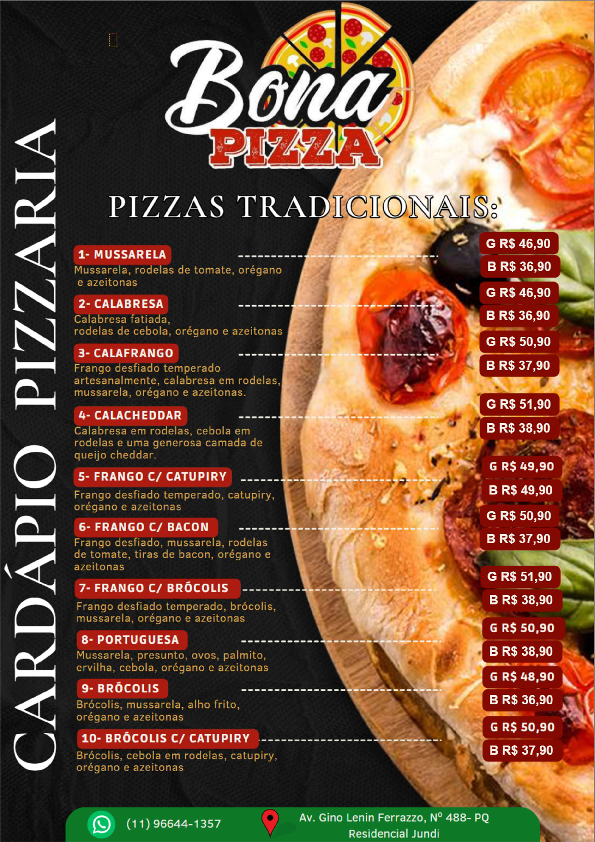 Bona
PIZZA
CARDÁPIO PIZZARIA
PIZZAS TRADICIONAIS:
1- MUSSARELA
Mussarela, rodelas de tomate, orégano
e azeitonas
G R$ 46,90
B R$ 36,90
2- CALABRESA
Calabresa fatiada,
rodelas de cebola, orégano e azeitonas
G R$ 46,90
B R$ 36,90
3- CALAFRANGO
Frango desfiado temperado
artesanalmente, calabresa em rodelas,
mussarela, orégano e azeitonas.
G R$ 50,90
B R$ 37,90
4- CALACHEDDAR
Calabresa em rodelas, cebola em
rodelas e uma generosa camada de
queijo cheddar.
G R$ 51,90
B R$ 38,90
5- FRANGO C/ CATUPIRY
Frango desfiado temperado, catupiry,
orégano e azeitonas
G R$ 49,90
B R$ 49,90
6- FRANGO C/ BACON
Frango desfiado, mussarela, rodelas
de tomate, tiras de bacon, orégano e
azeitonas
G R$ 50,90
B R$ 37,90
7- FRANGO C/ BRÓCOLIS
Frango desfiado temperado, brócolis,
mussarela, orégano e azeitonas
G R$ 51,90
B R$ 38,90
8- PORTUGUESA
Mussarela, presunto, ovos, palmito,
ervilha, cebola, orégano e azeitonas
G R$ 50,90
B R$ 38,90
9- BRÓCOLIS
Brócolis, mussarela, alho frito,
orégano e azeitonas
G R$ 48,90
B R$ 36,90
10- BRÓCOLIS C/ CATUPIRY
Brócolis, cebola em rodelas, catupiry,
orégano e azeitonas
G R$ 50,90
B R$ 37,90
(11) 96644-1357
Av. Gino Lenin Ferrazzo, Nº 488- PQ
Residencial Jundi